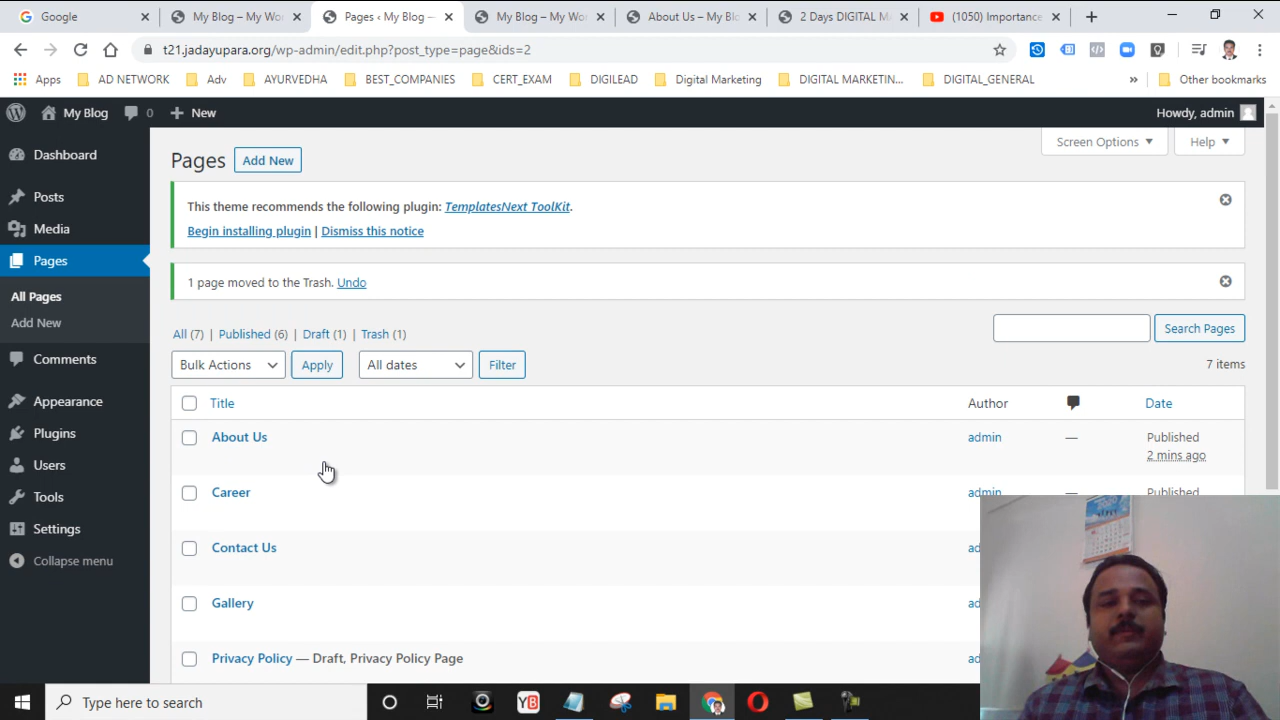 Google
My Blog – My Wo
Pages ‹ My Blog —
My Blog – My Wo
About Us – My Bl
2 Days DIGITAL M
(1050) Importance
t21.jadayupara.org/wp-admin/edit.php?post_type=page&ids=2
Apps
AD NETWORK
Adv
AYURVEDHA
BEST_COMPANIES
CERT_EXAM
DIGILEAD
Digital Marketing
DIGITAL MARKETIN...
DIGITAL_GENERAL
»
Other bookmarks
My Blog
0
New
Howdy, admin
Dashboard
Posts
Media
Pages
All Pages
Add New
Comments
Appearance
Plugins
Users
Tools
Settings
Collapse menu
Screen Options
Help
Pages
Add New
This theme recommends the following plugin: TemplatesNext ToolKit.
Begin installing plugin | Dismiss this notice
1 page moved to the Trash. Undo
All (7) | Published (6) | Draft (1) | Trash (1)
Search Pages
Bulk Actions
Apply
All dates
Filter
7 items
Title
Author
Date
About Us
admin
—
Published
2 mins ago
Career
admin
—
Published
Contact Us
ad
Gallery
ad
Privacy Policy — Draft, Privacy Policy Page
ad
Type here to search